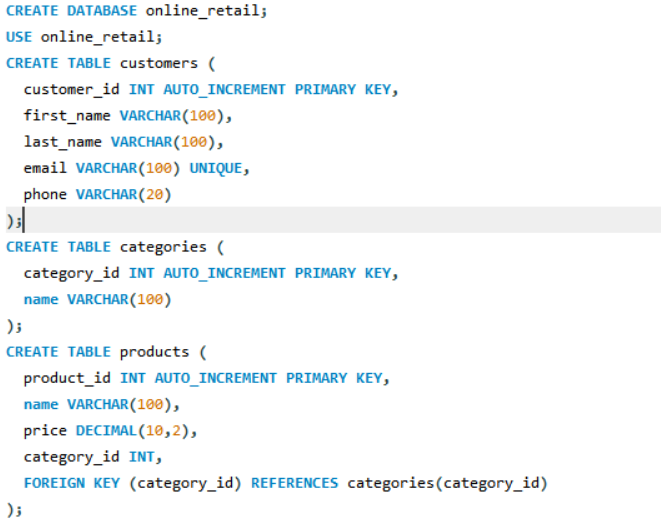 CREATE DATABASE online_retail;
USE online_retail;
CREATE TABLE customers (
  customer_id INT AUTO_INCREMENT PRIMARY KEY,
  first_name VARCHAR(100),
  last_name VARCHAR(100),
  email VARCHAR(100) UNIQUE,
  phone VARCHAR(20)
);
CREATE TABLE categories (
  category_id INT AUTO_INCREMENT PRIMARY KEY,
  name VARCHAR(100)
);
CREATE TABLE products (
  product_id INT AUTO_INCREMENT PRIMARY KEY,
  name VARCHAR(100),
  price DECIMAL(10,2),
  category_id INT,
  FOREIGN KEY (category_id) REFERENCES categories(category_id)
);